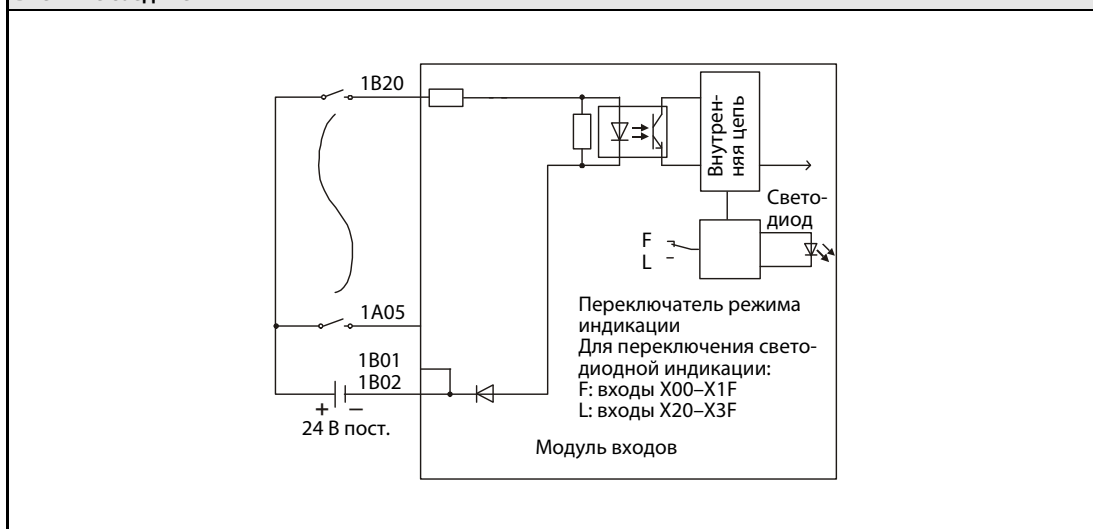 1B20
Внутрен-
няя цепь
Свето-
диод
F
L
1A05
Переключатель режима
индикации
Для переключения свето-
диодной индикации:
F: входы X00–X1F
L: входы X20–X3F
1B01
1B02
+ −
24 В пост.
Модуль входов